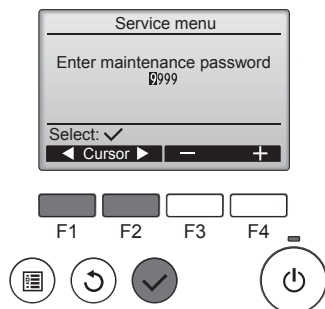 Service menu
Enter maintenance password
9999
Select: ✓
◀ Cursor ▶ − +
F1 F2 F3 F4